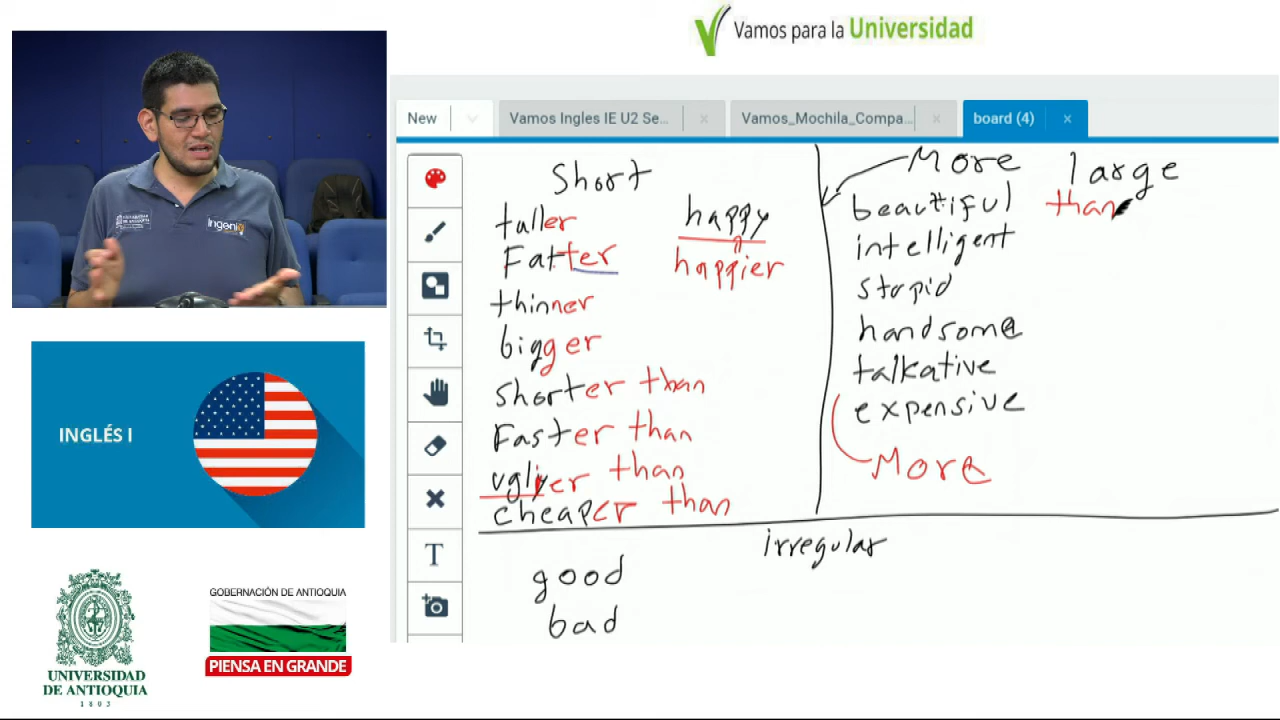 Vamos para la Universidad
New
Vamos Ingles IE U2 Se...
Vamos_Mochila_Compa...
board (4)
Short
taller
Fatter
thinner
bigger
shorter than
Faster than
uglyier than
cheaper than
happy
happier
More
large
beautiful
than
intelligent
stupid
handsome
talkative
expensive
More
irregular
good
bad
T
INGLÉS I
UNIVERSIDAD
DE ANTIOQUIA
1803
GOBERNACIÓN DE ANTIOQUIA
PIENSA EN GRANDE